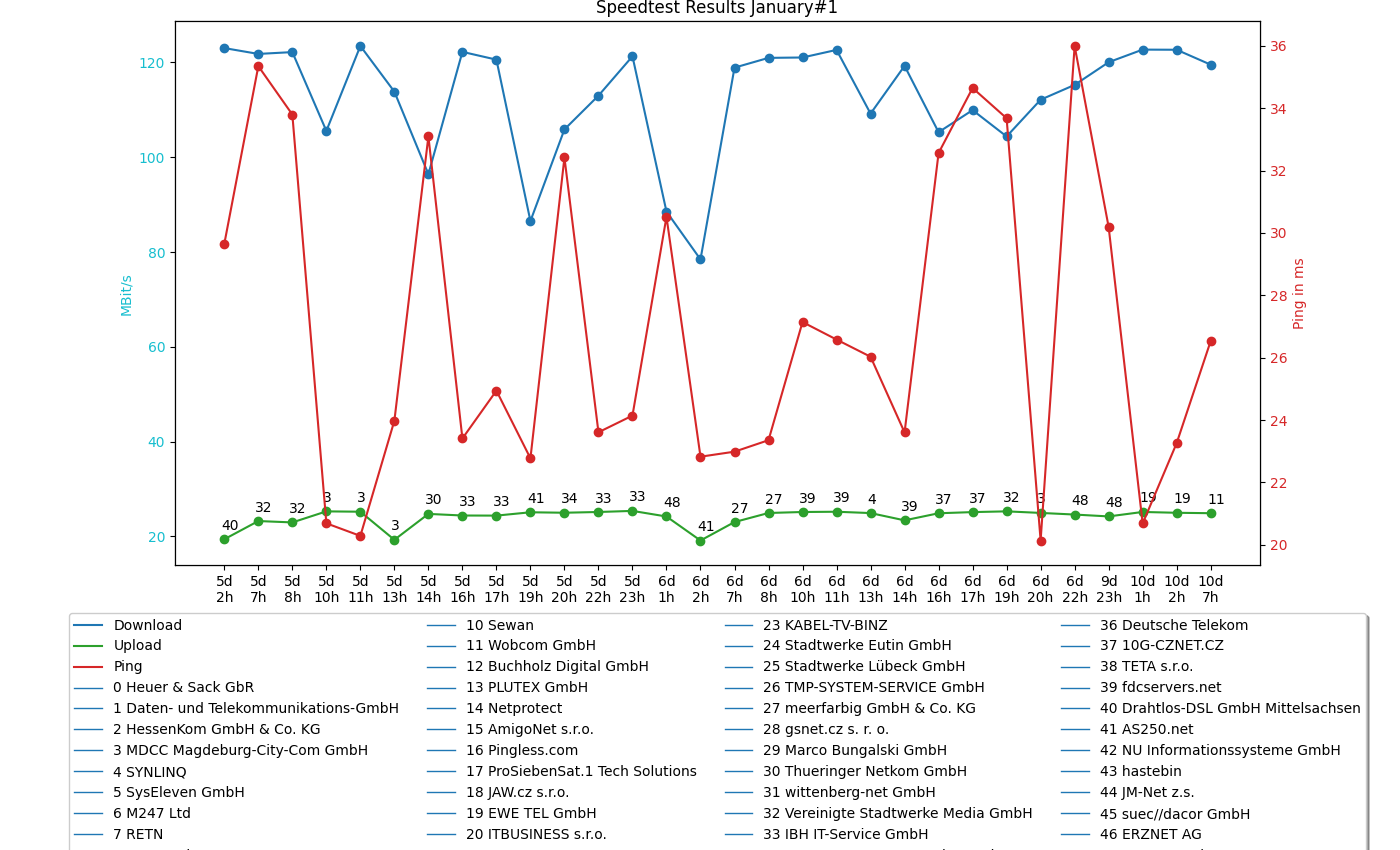 Speedtest Results January#1
120
100
80
60
40
20
MBit/s
36
34
32
30
28
26
24
22
20
Ping in ms
40 32 32 3 3 3 30 33 33 41 34 33 33 48 41 27 27 39 39 4 39 37 37 32 3 48 48 19 19 11
5d 5d 5d 5d 5d 5d 5d 5d 5d 5d 5d 5d 5d 6d 6d 6d 6d 6d 6d 6d 6d 6d 6d 6d 6d 6d 9d 10d 10d 10d
2h 7h 8h 10h 11h 13h 14h 16h 17h 19h 20h 22h 23h 1h 2h 7h 8h 10h 11h 13h 14h 16h 17h 19h 20h 22h 23h 1h 2h 7h
Download
Upload
Ping
0 Heuer & Sack GbR
1 Daten- und Telekommunikations-GmbH
2 HessenKom GmbH & Co. KG
3 MDCC Magdeburg-City-Com GmbH
4 SYNLINQ
5 SysEleven GmbH
6 M247 Ltd
7 RETN
10 Sewan
11 Wobcom GmbH
12 Buchholz Digital GmbH
13 PLUTEX GmbH
14 Netprotect
15 AmigoNet s.r.o.
16 Pingless.com
17 ProSiebenSat.1 Tech Solutions
18 JAW.cz s.r.o.
19 EWE TEL GmbH
20 ITBUSINESS s.r.o.
23 KABEL-TV-BINZ
24 Stadtwerke Eutin GmbH
25 Stadtwerke Lübeck GmbH
26 TMP-SYSTEM-SERVICE GmbH
27 meerfarbig GmbH & Co. KG
28 gsnet.cz s. r. o.
29 Marco Bungalski GmbH
30 Thueringer Netkom GmbH
31 wittenberg-net GmbH
32 Vereinigte Stadtwerke Media GmbH
33 IBH IT-Service GmbH
36 Deutsche Telekom
37 10G-CZNET.CZ
38 TETA s.r.o.
39 fdcservers.net
40 Drahtlos-DSL GmbH Mittelsachsen
41 AS250.net
42 NU Informationssysteme GmbH
43 hastebin
44 JM-Net z.s.
45 suec//dacor GmbH
46 ERZNET AG